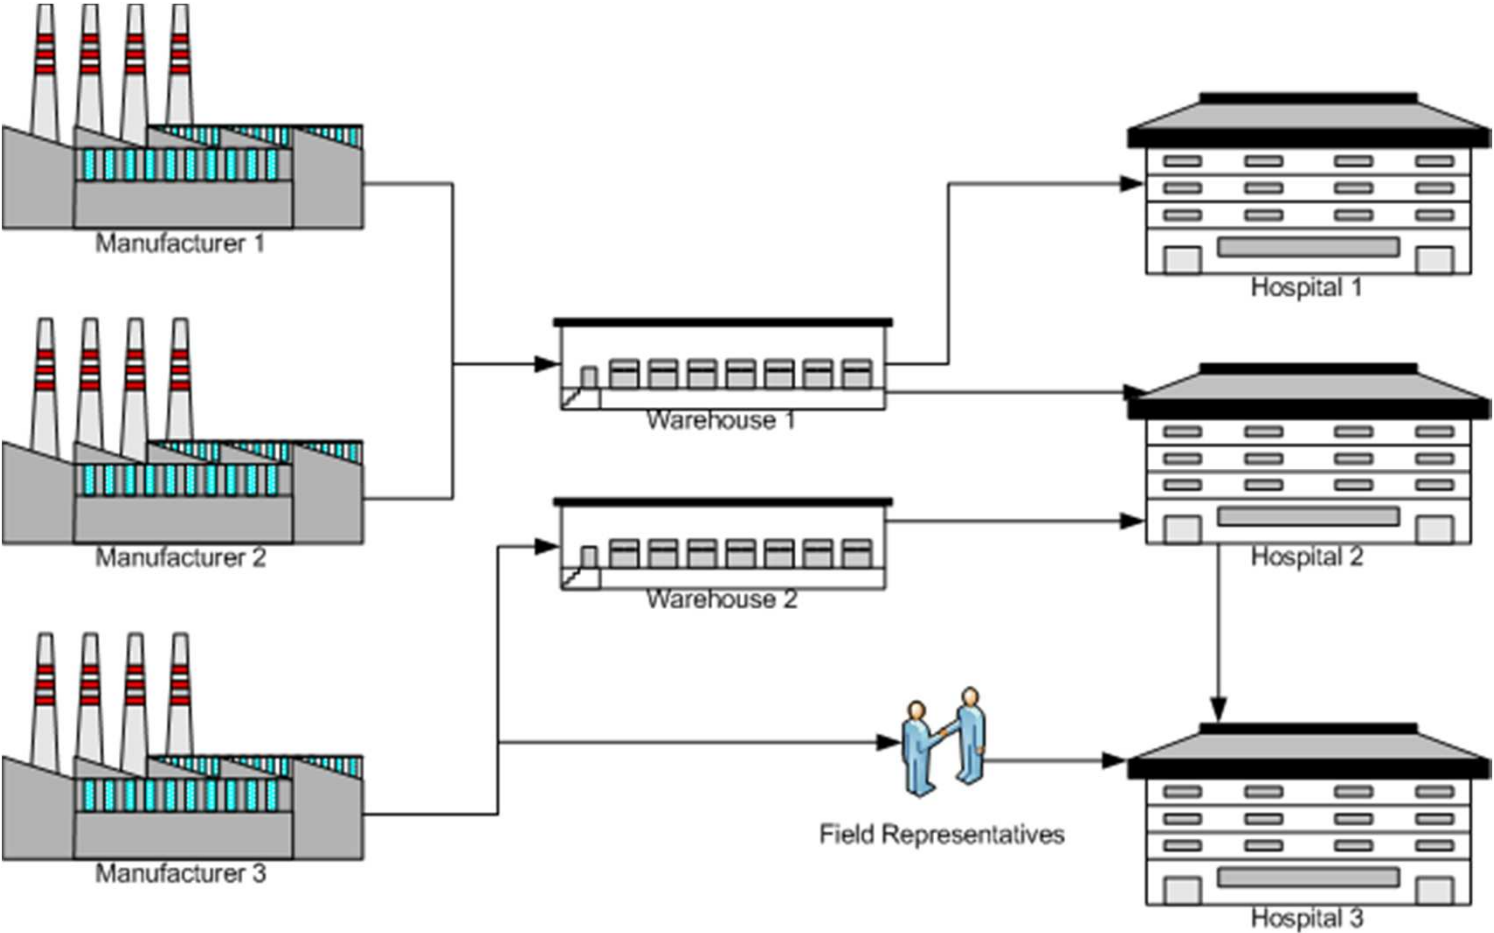 Manufacturer 1
Hospital 1
Warehouse 1
Manufacturer 2
Hospital 2
Warehouse 2
Field Representatives
Manufacturer 3
Hospital 3